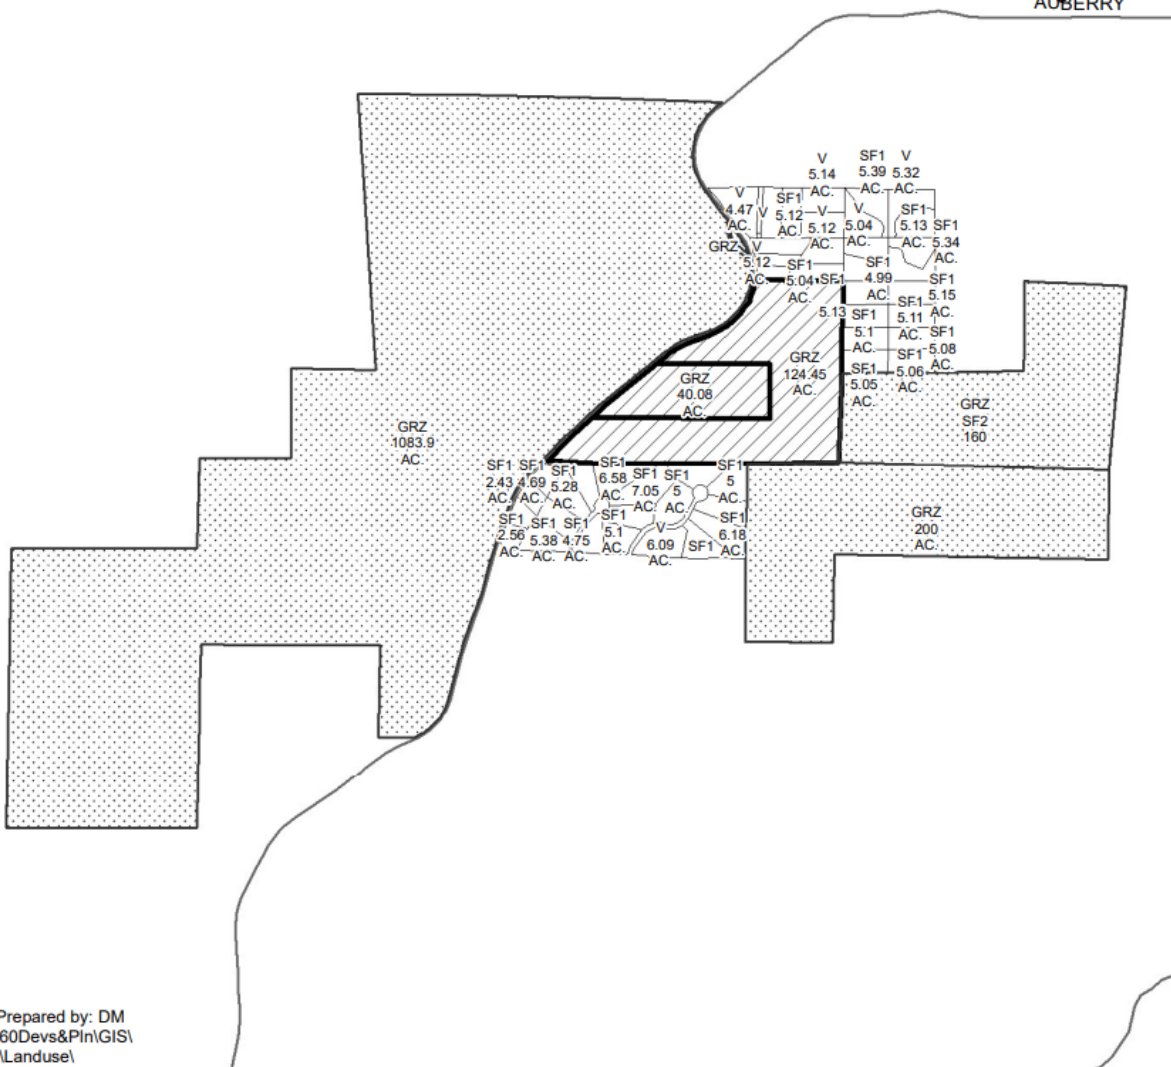 AUBERRY
V
5.14
AC.
SF1
5.39
AC.
V
5.32
AC.
V
4.47
AC.
V
SF1
5.12
AC.
V
5.12
AC.
V
5.04
AC.
SF1
5.13
AC.
SF1
5.34
AC.
GRZ
V
5.12
AC.
SF1
5.04
AC.
SF1
5.13
SF1
4.99
AC.
SF1
5.15
AC.
SF1
5.11
AC.
SF1
5.1
AC.
SF1
5.08
AC.
SF1
5.06
AC.
SF1
5.05
AC.
GRZ
124.45
AC.
GRZ
40.08
AC.
GRZ
SF2
160
GRZ
1083.9
AC.
SF1
2.43
AC.
SF1
4.69
AC.
SF1
5.28
AC.
SF1
6.58
AC.
SF1
7.05
AC.
SF1
5
AC.
SF1
5
AC.
SF1
2.56
AC.
SF1
5.38
AC.
SF1
4.75
AC.
SF1
5.1
AC.
V
6.09
AC.
SF1
SF1
6.18
AC.
GRZ
200
AC.
Prepared by: DM
60Devs&Pln\GIS\
\Landuse\